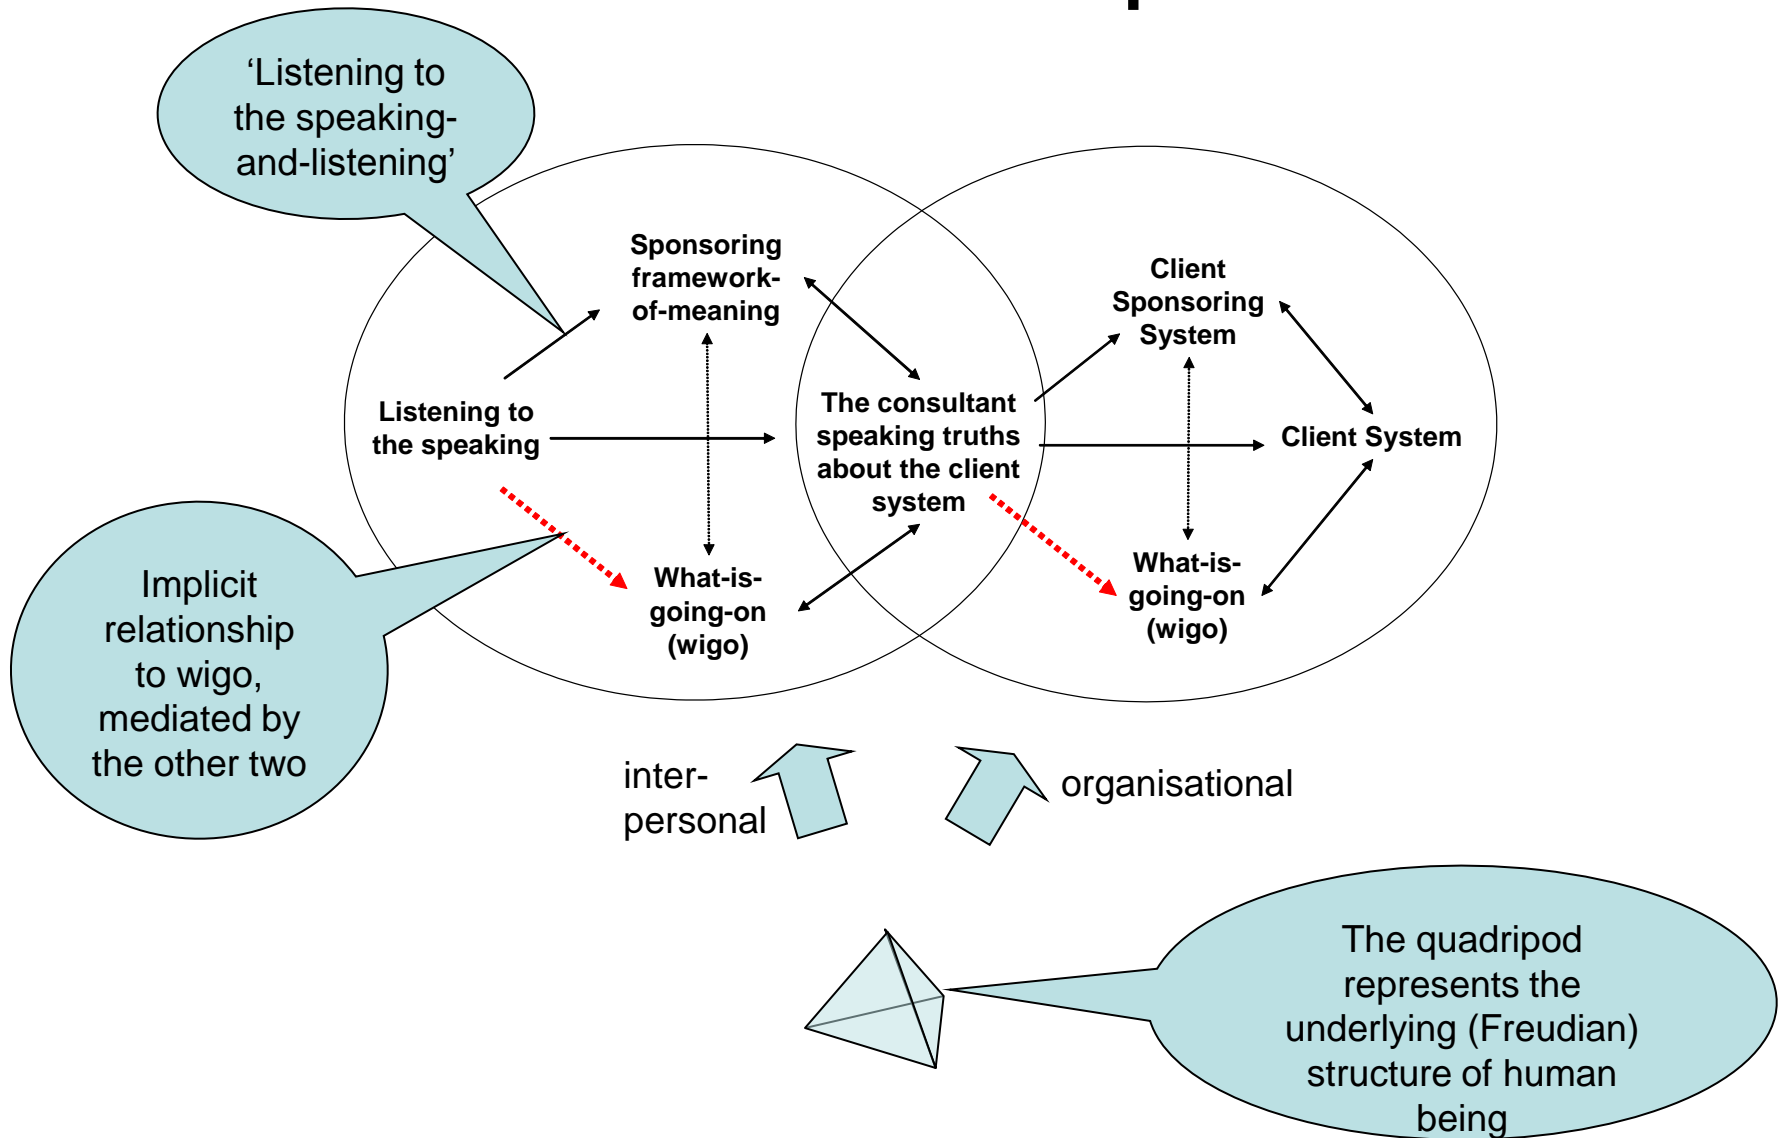 ‘Listening to
the speaking-
and-listening’
Sponsoring
framework-
of-meaning
Client
Sponsoring
System
Listening to
the speaking
The consultant
speaking truths
about the client
system
Client System
What-is-
going-on
(wigo)
What-is-
going-on
(wigo)
Implicit
relationship
to wigo,
mediated by
the other two
inter-
personal
organisational
The quadripod
represents the
underlying (Freudian)
structure of human
being